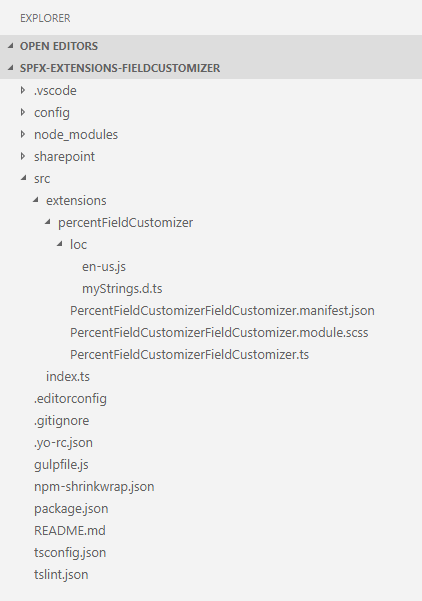 EXPLORER
OPEN EDITORS
SPFX-EXTENSIONS-FIELDCUSTOMIZER
.vscode
config
node_modules
sharepoint
src
extensions
percentFieldCustomizer
loc
en-us.js
myStrings.d.ts
PercentFieldCustomizerFieldCustomizer.manifest.json
PercentFieldCustomizerFieldCustomizer.module.scss
PercentFieldCustomizerFieldCustomizer.ts
index.ts
.editorconfig
.gitignore
.yo-rc.json
gulpfile.js
npm-shrinkwrap.json
package.json
README.md
tsconfig.json
tslint.json